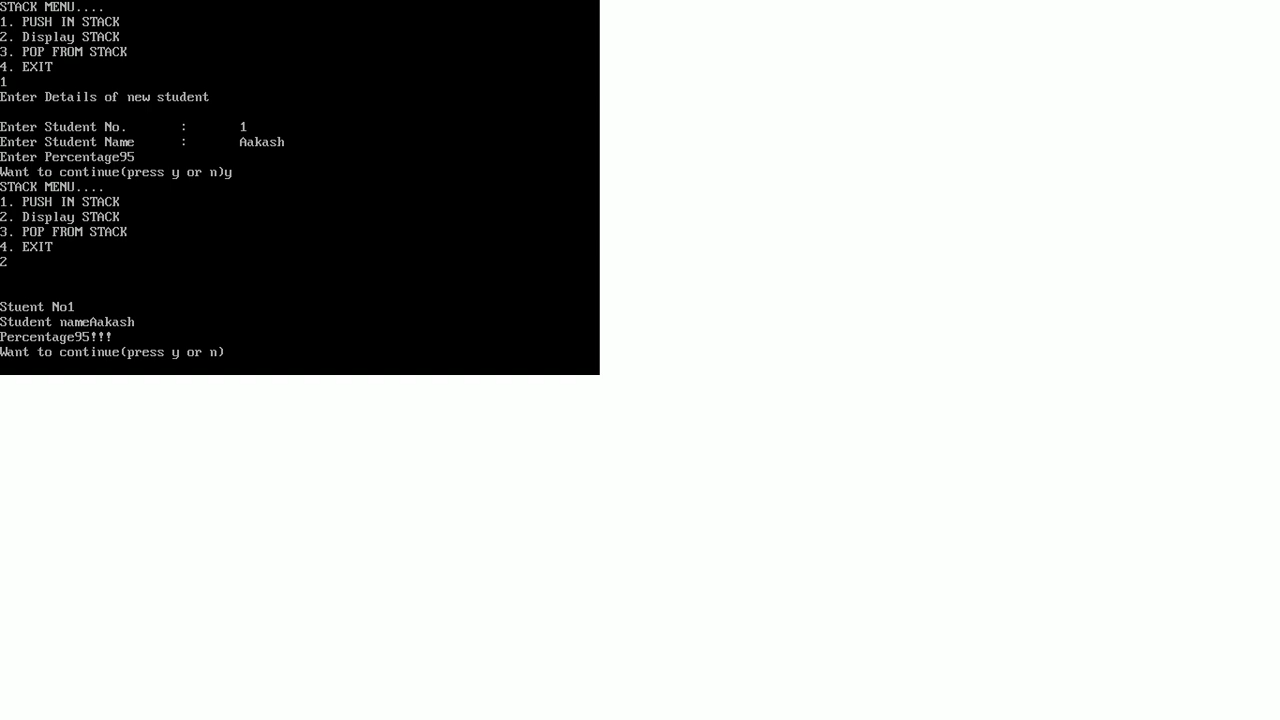 STACK MENU....
1. PUSH IN STACK
2. Display STACK
3. POP FROM STACK
4. EXIT
1
Enter Details of new student
Enter Student No. : 1
Enter Student Name : Aakash
Enter Percentage95
Want to continue(press y or n)y
STACK MENU....
1. PUSH IN STACK
2. Display STACK
3. POP FROM STACK
4. EXIT
2
Stuent No1
Student nameAakash
Percentage95!!!
Want to continue(press y or n)